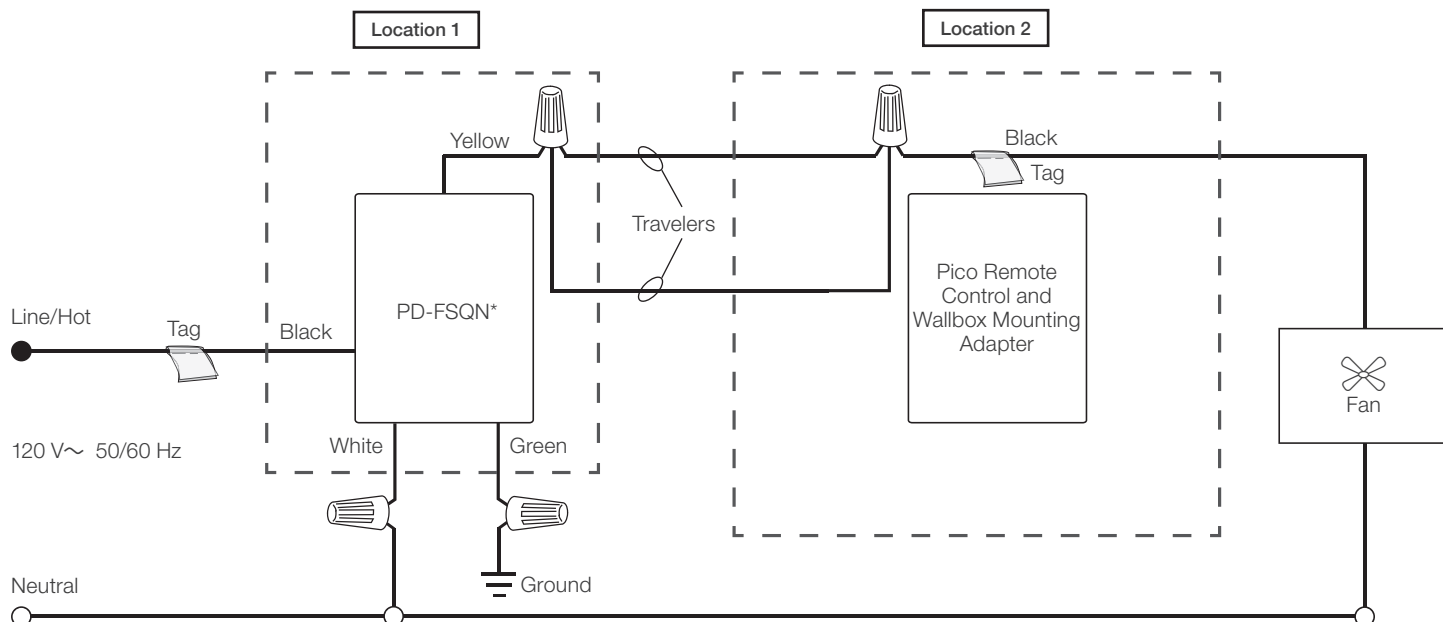 Location 1
Location 2
Yellow
Black
Tag
Travelers
PD-FSQN*
Pico Remote
Control and
Wallbox Mounting
Adapter
Line/Hot
Tag
Black
Fan
120 V~ 50/60 Hz
White
Green
Neutral
Ground